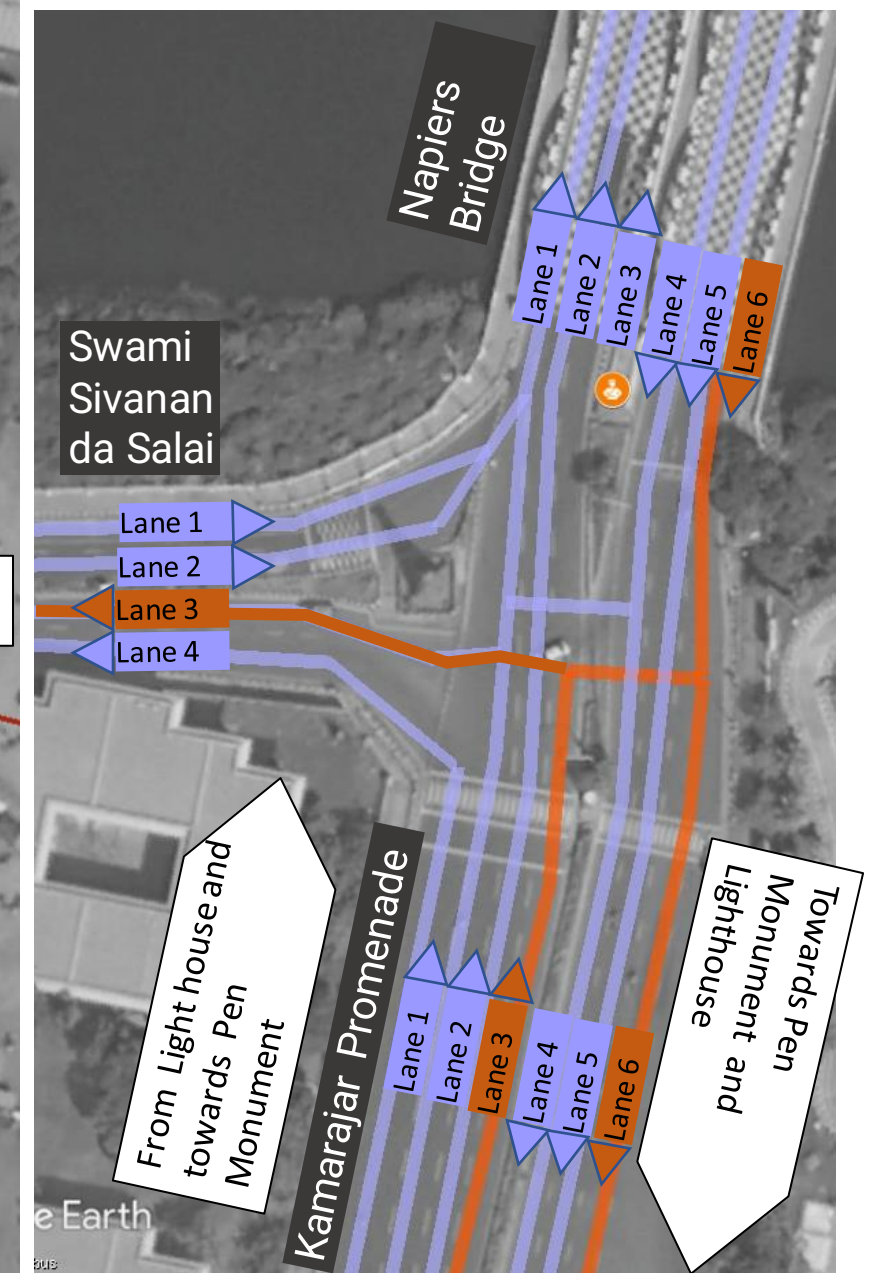 Napiers
Bridge
Lane 1
Lane 2
Lane 3
Lane 4
Lane 5
Lane 6
Swami
Sivanan
da Salai
Lane 1
Lane 2
Lane 3
Lane 4
From Light house and
towards Pen
Monument
Kamarajar Promenade
Lane 1
Lane 2
Lane 3
Lane 4
Lane 5
Lane 6
Towards Pen
Monument and
Lighthouse
e Earth